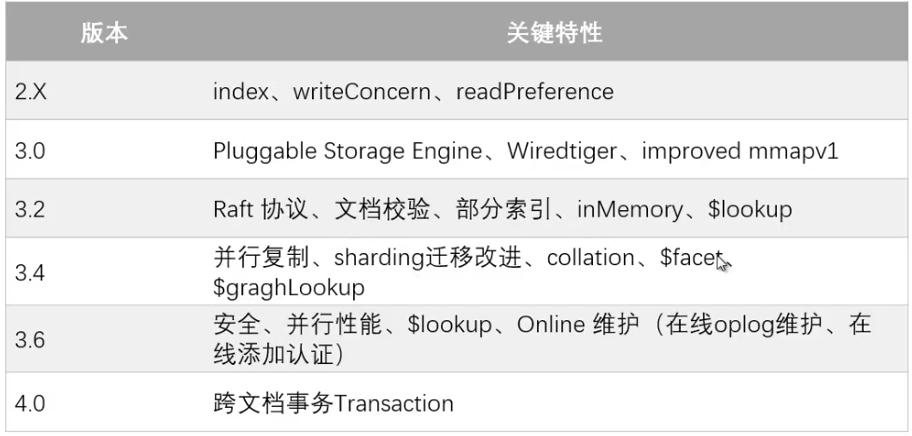 版本 关键特性
2.X index、writeConcern、readPreference
3.0 Pluggable Storage Engine、Wiredtiger、improved mmapv1
3.2 Raft 协议、文档校验、部分索引、inMemory、$lookup
3.4 并行复制、sharding迁移改进、collation、$facet、
$graghLookup
3.6 安全、并行性能、$lookup、Online 维护（在线oplog维护、在
线添加认证）
4.0 跨文档事务Transaction